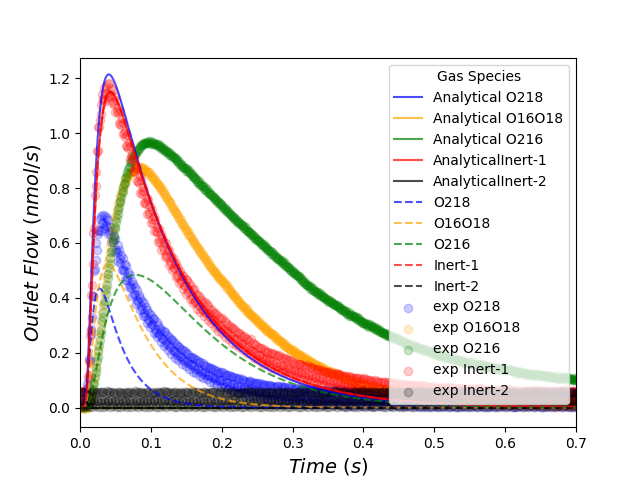 Outlet Flow (nmol/s)
1.2
1.0
0.8
0.6
0.4
0.2
0.0
0.0 0.1 0.2 0.3 0.4 0.5 0.6 0.7
Time (s)
Gas Species
Analytical O218
Analytical O16O18
Analytical O216
AnalyticalInert-1
AnalyticalInert-2
O218
O16O18
O216
Inert-1
Inert-2
exp O218
exp O16O18
exp O216
exp Inert-1
exp Inert-2